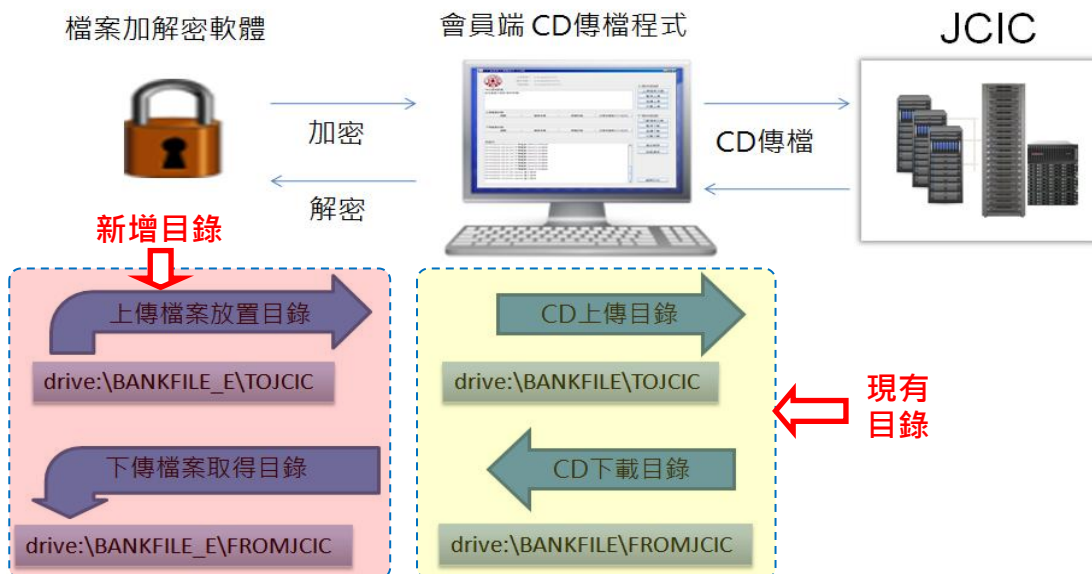 檔案加解密軟體
會員端 CD傳檔程式
JCIC
加密
CD傳檔
解密
新增目錄
上傳檔案放置目錄
CD上傳目錄
drive:\BANKFILE_E\TOJCIC
drive:\BANKFILE\TOJCIC
現有
目錄
下傳檔案取得目錄
CD下載目錄
drive:\BANKFILE_E\FROMJCIC
drive:\BANKFILE\FROMJCIC